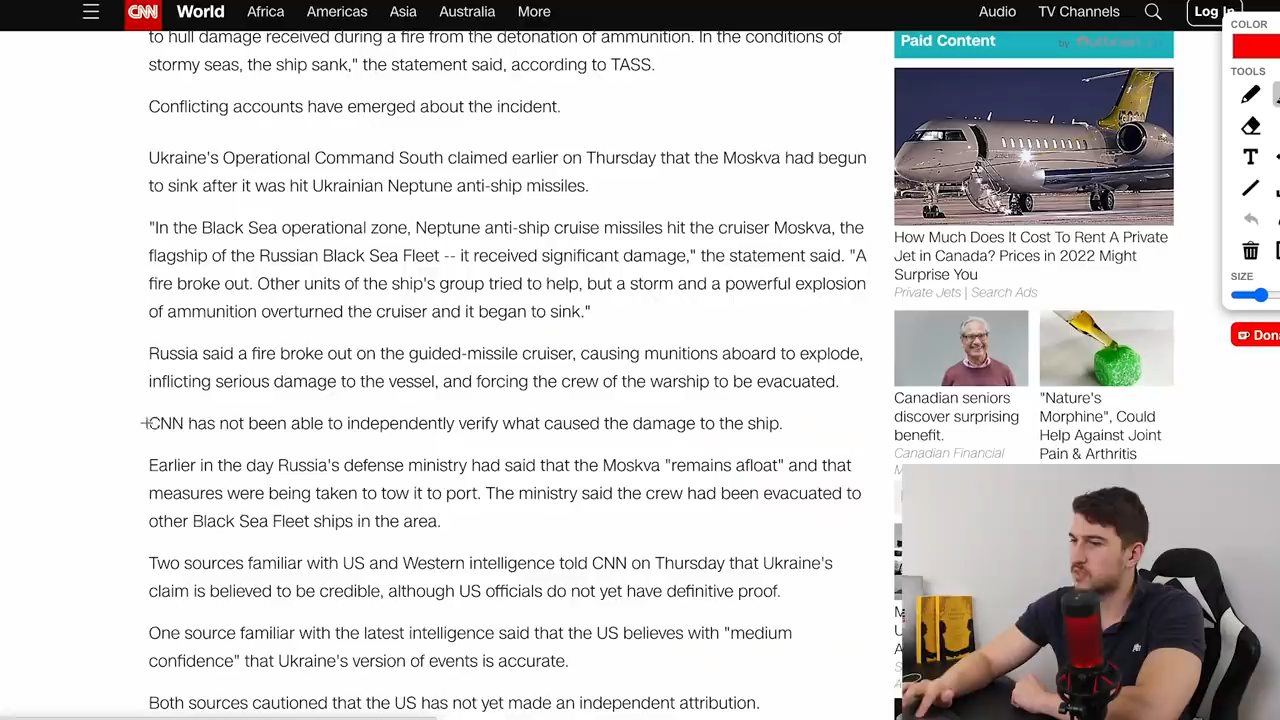 CNN World Africa Americas Asia Australia More Audio TV Channels Log In
to hull damage received during a fire from the detonation of ammunition. In the conditions of
stormy seas, the ship sank," the statement said, according to TASS.
Conflicting accounts have emerged about the incident.
Ukraine's Operational Command South claimed earlier on Thursday that the Moskva had begun
to sink after it was hit Ukrainian Neptune anti-ship missiles.
"In the Black Sea operational zone, Neptune anti-ship cruise missiles hit the cruiser Moskva, the
flagship of the Russian Black Sea Fleet -- it received significant damage," the statement said. "A
fire broke out. Other units of the ship's group tried to help, but a storm and a powerful explosion
of ammunition overturned the cruiser and it began to sink."
Russia said a fire broke out on the guided-missile cruiser, causing munitions aboard to explode,
inflicting serious damage to the vessel, and forcing the crew of the warship to be evacuated.
CNN has not been able to independently verify what caused the damage to the ship.
Earlier in the day Russia's defense ministry had said that the Moskva "remains afloat" and that
measures were being taken to tow it to port. The ministry said the crew had been evacuated to
other Black Sea Fleet ships in the area.
Two sources familiar with US and Western intelligence told CNN on Thursday that Ukraine's
claim is believed to be credible, although US officials do not yet have definitive proof.
One source familiar with the latest intelligence said that the US believes with "medium
confidence" that Ukraine's version of events is accurate.
Both sources cautioned that the US has not yet made an independent attribution.
Paid Content by
How Much Does It Cost To Rent A Private
Jet in Canada? Prices in 2022 Might
Surprise You
Private Jets | Search Ads
Canadian seniors
discover surprising
benefit.
Canadian Financial
"Nature's
Morphine", Could
Help Against Joint
Pain & Arthritis
COLOR
TOOLS
T
SIZE